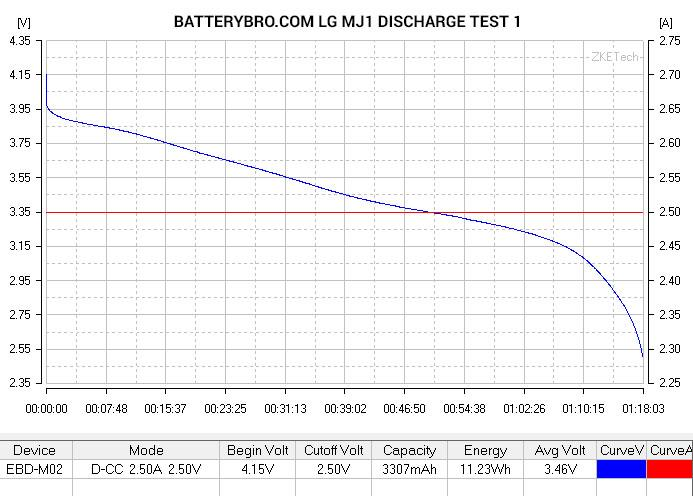 BATTERYBRO.COM LG MJ1 DISCHARGE TEST 1
[V] [A]
ZKETech
4.35 2.75
4.15 2.70
3.95 2.65
3.75 2.60
3.55 2.55
3.35 2.50
3.15 2.45
2.95 2.40
2.75 2.35
2.55 2.30
2.35 2.25
00:00:00 00:07:48 00:15:37 00:23:25 00:31:13 00:39:02 00:46:50 00:54:38 01:02:26 01:10:15 01:18:03
Device Mode Begin Volt Cutoff Volt Capacity Energy Avg Volt CurveV CurveA
EBD-M02 D-CC 2.50A 2.50V 4.15V 2.50V 3307mAh 11.23Wh 3.46V